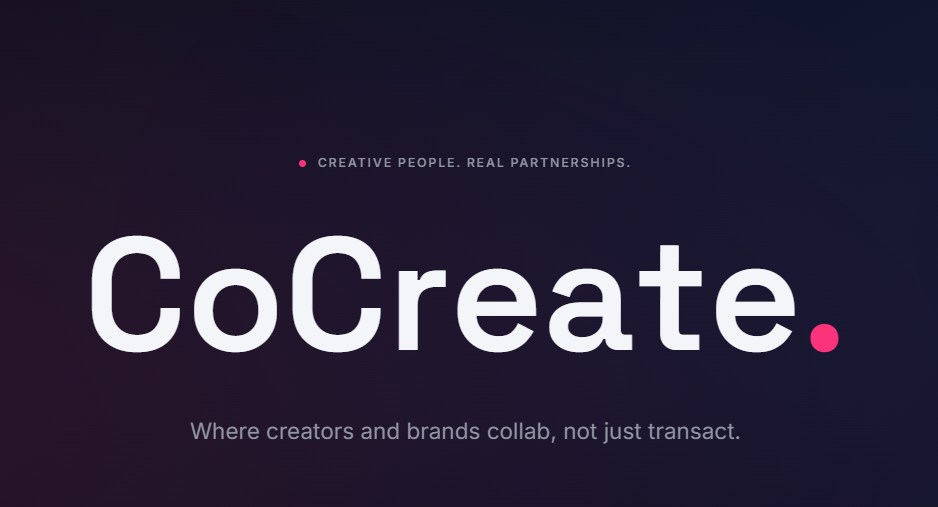 CREATIVE PEOPLE. REAL PARTNERSHIPS.
CoCreate.
Where creators and brands collab, not just transact.